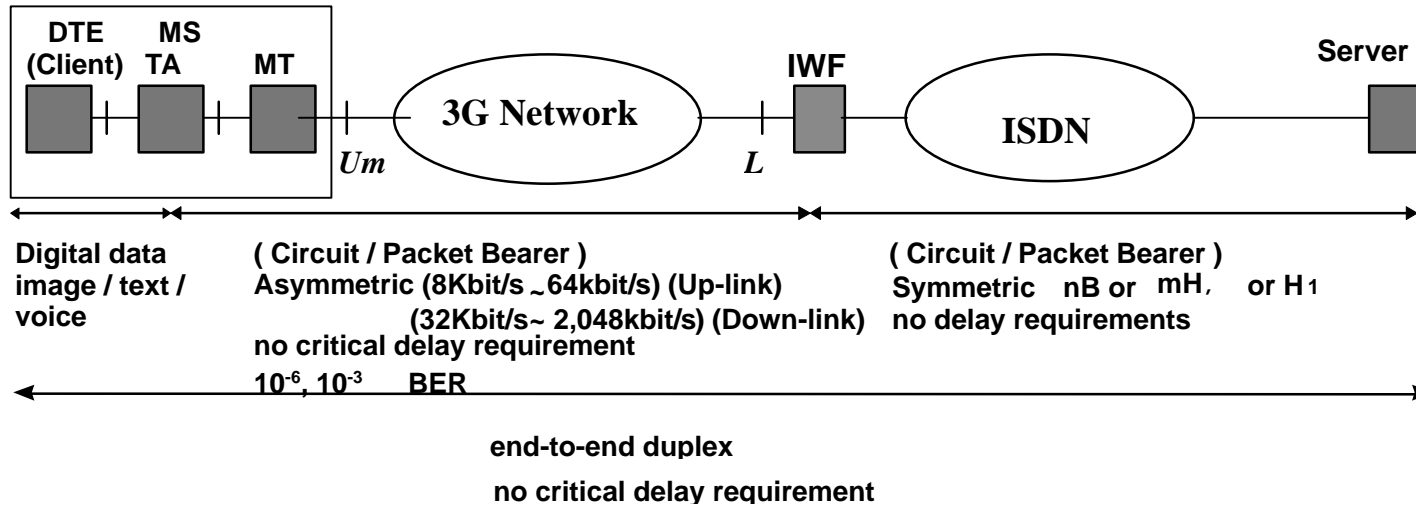 DTE MS
(Client) TA MT IWF Server
3G Network ISDN
Um L
Digital data
image / text /
voice
( Circuit / Packet Bearer )
Asymmetric (8Kbit/s ~64kbit/s) (Up-link)
(32Kbit/s~ 2,048kbit/s) (Down-link)
no critical delay requirement
10-6, 10-3 BER
( Circuit / Packet Bearer )
Symmetric nB or mH, or H1
no delay requirements
end-to-end duplex
no critical delay requirement